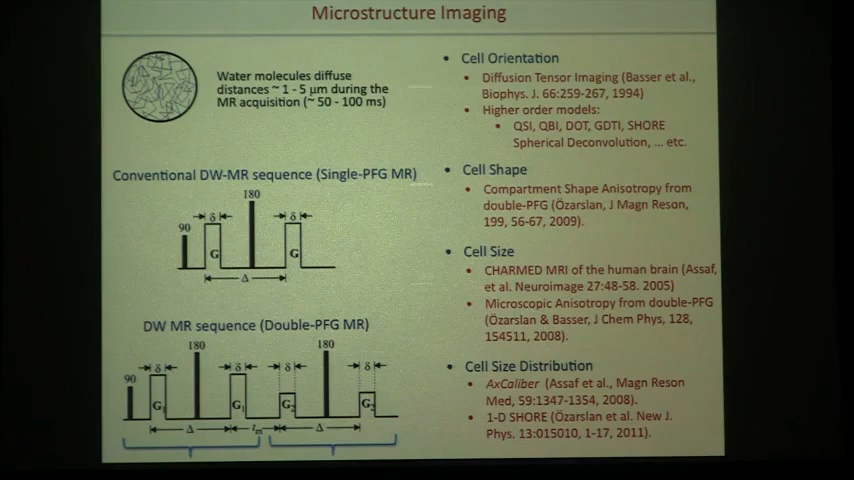 Microstructure Imaging
Water molecules diffuse
distances ~ 1 - 5 µm during the
MR acquisition (~ 50 - 100 ms)
Conventional DW-MR sequence (Single-PFG MR)
180
90
δ
δ
G
G
Δ
DW MR sequence (Double-PFG MR)
180
180
90
δ
δ
δ
δ
G1
G1
G2
G2
Δ
tm
Δ
• Cell Orientation
• Diffusion Tensor Imaging (Basser et al.,
Biophys. J. 66:259-267, 1994)
• Higher order models:
• QSI, QBI, DOT, GDTI, SHORE
Spherical Deconvolution, ... etc.
• Cell Shape
• Compartment Shape Anisotropy from
double-PFG (Özarslan, J Magn Reson,
199, 56-67, 2009).
• Cell Size
• CHARMED MRI of the human brain (Assaf,
et al. Neuroimage 27:48-58. 2005)
• Microscopic Anisotropy from double-PFG
(Özarslan & Basser, J Chem Phys, 128,
154511, 2008).
• Cell Size Distribution
• AxCaliber (Assaf et al., Magn Reson
Med, 59:1347-1354, 2008).
• 1-D SHORE (Özarslan et al. New J.
Phys. 13:015010, 1-17, 2011).